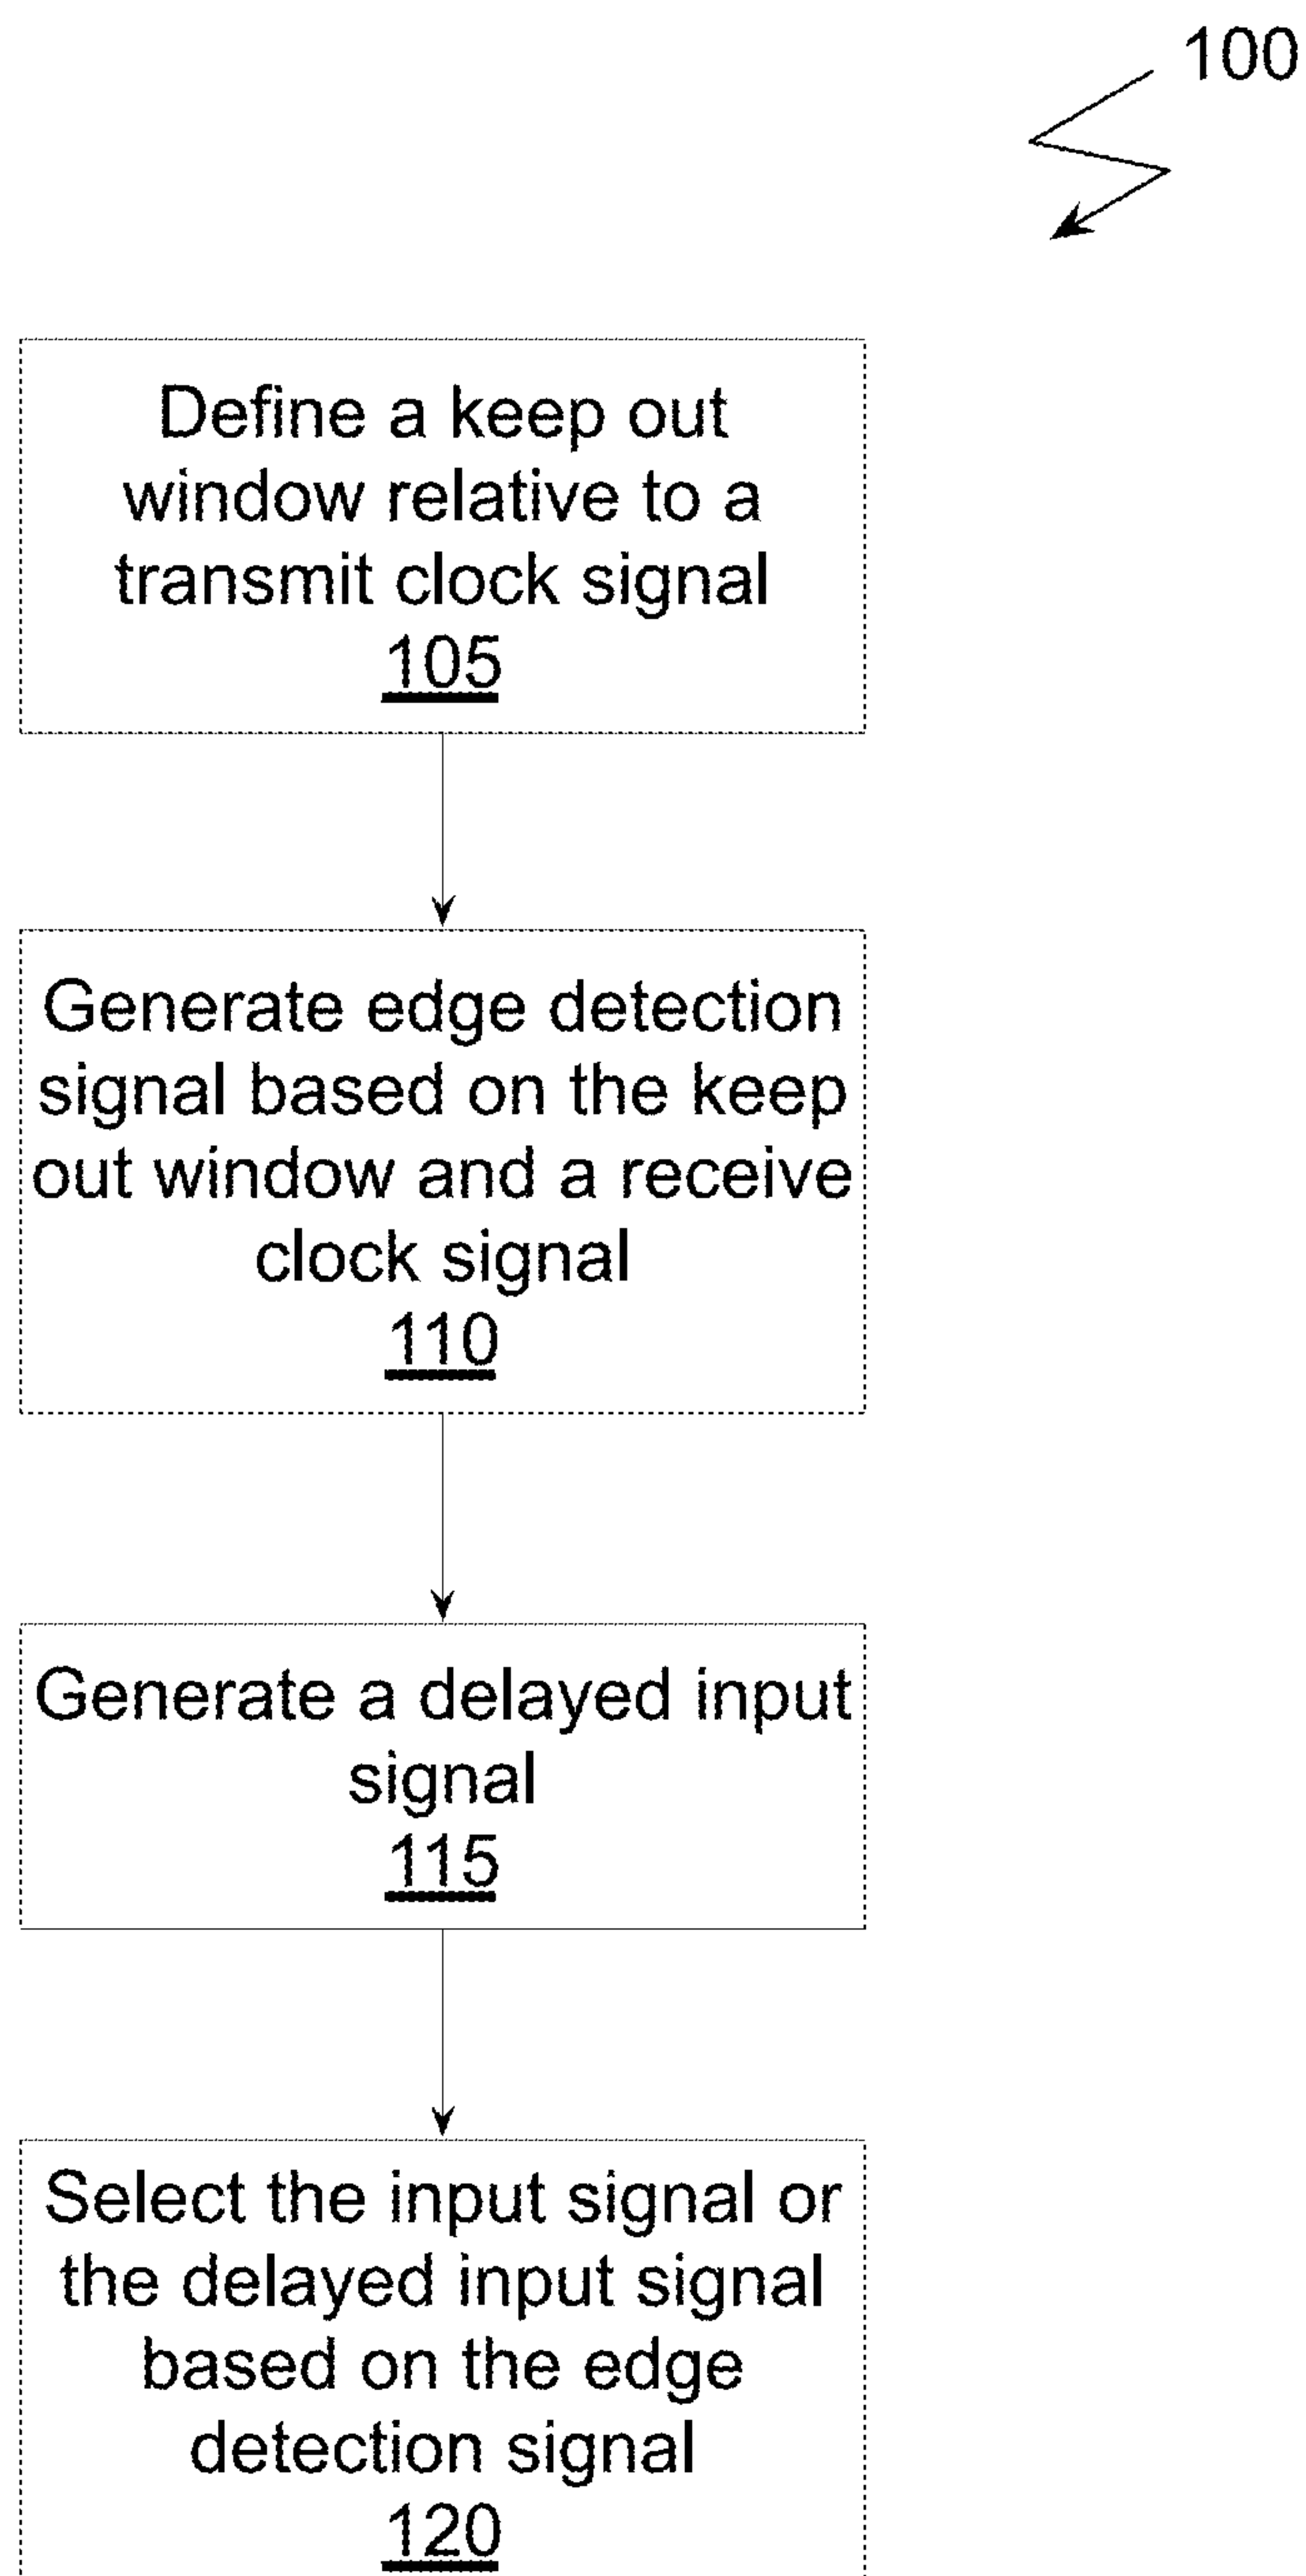 100
Define a keep out
window relative to a
transmit clock signal
105
Generate edge detection
signal based on the keep
out window and a receive
clock signal
110
Generate a delayed input
signal
115
Select the input signal or
the delayed input signal
based on the edge
detection signal
120